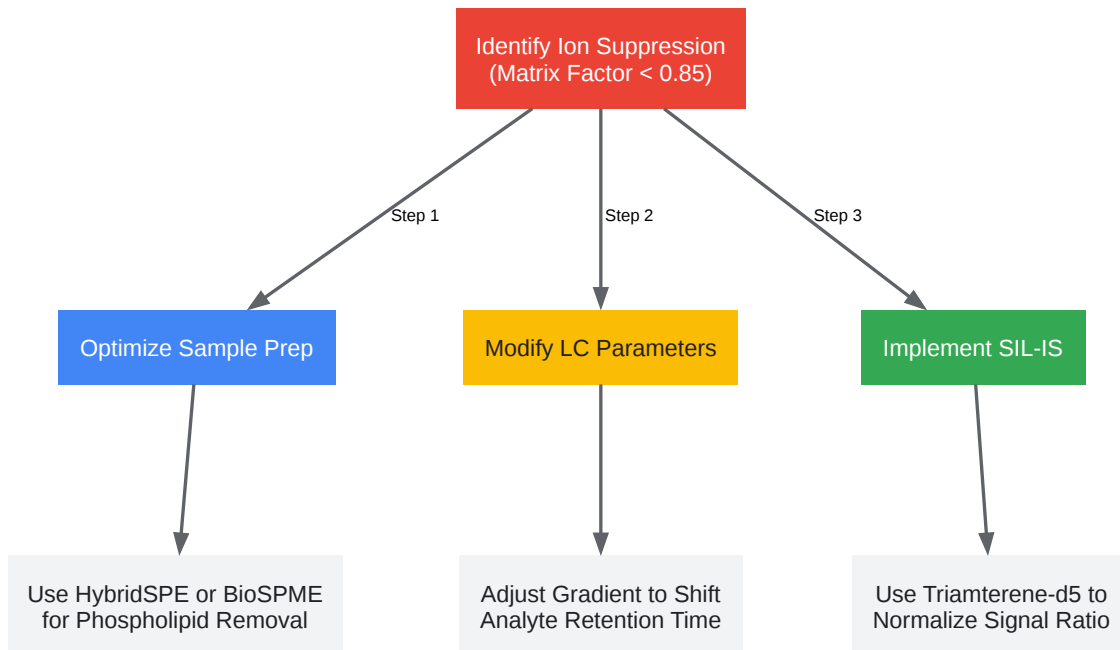 Identify Ion Suppression
(Matrix Factor < 0.85)
Step 1
Step 2
Step 3
Optimize Sample Prep
Modify LC Parameters
Implement SIL-IS
Use HybridSPE or BioSPME
for Phospholipid Removal
Adjust Gradient to Shift
Analyte Retention Time
Use Triamterene-d5 to
Normalize Signal Ratio